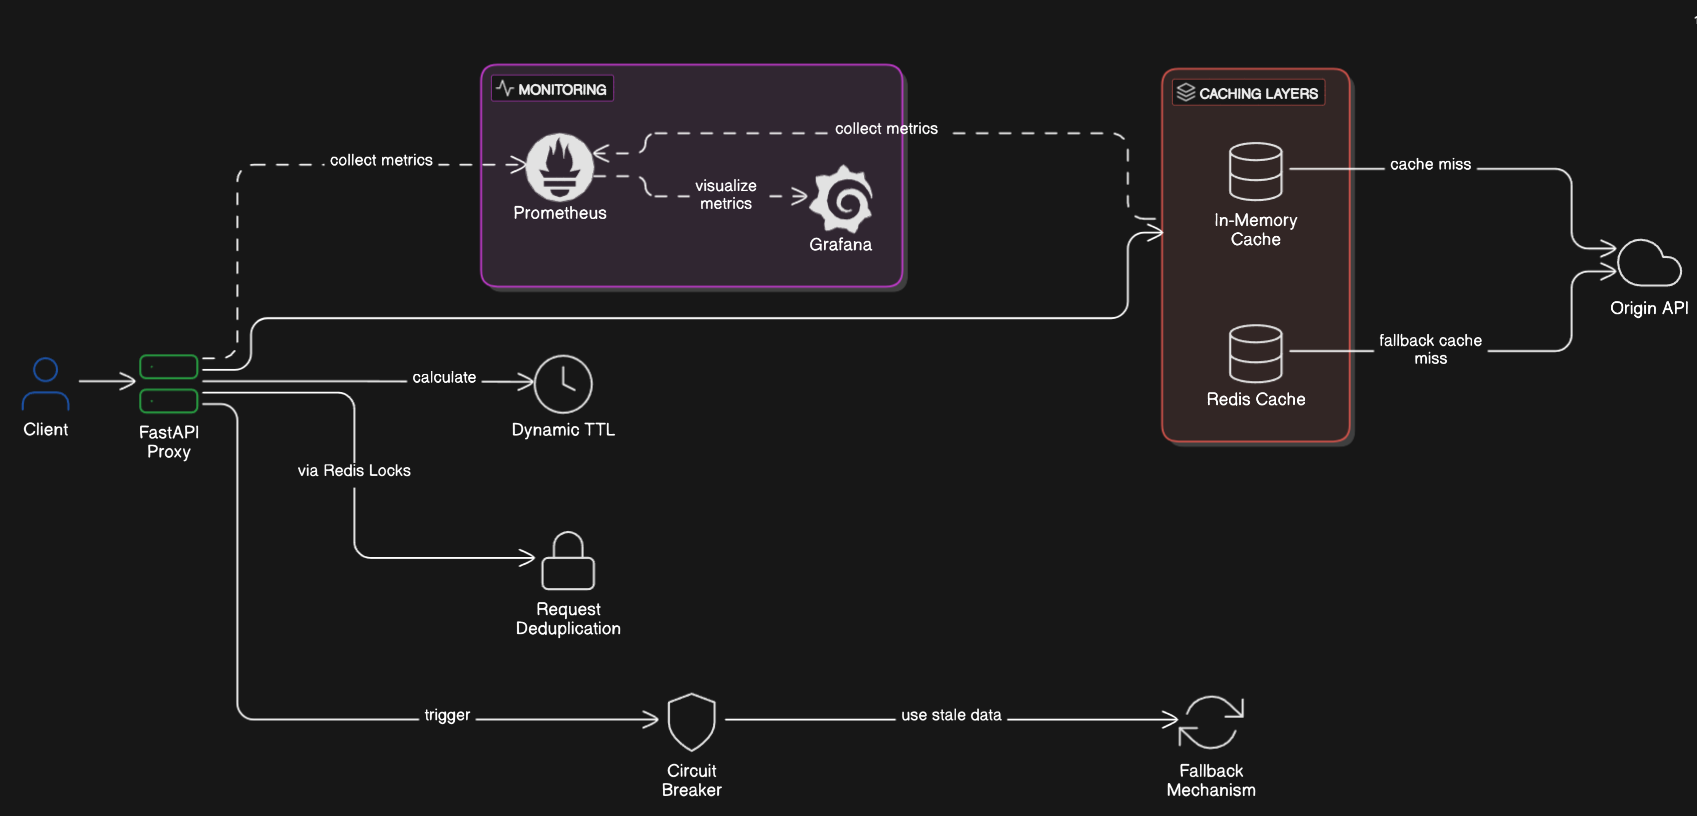 MONITORING
CACHING LAYERS
collect metrics
collect metrics
cache miss
visualize
metrics
Prometheus
Grafana
In-Memory
Cache
Origin API
fallback cache
miss
calculate
Redis Cache
Client
FastAPI
Proxy
Dynamic TTL
via Redis Locks
Request
Deduplication
trigger
use stale data
Circuit
Breaker
Fallback
Mechanism